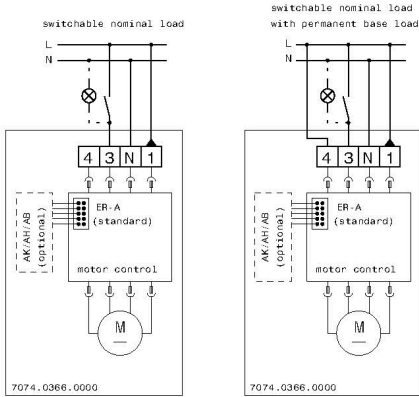 switchable nominal load
L
N
4 3 N 1
ER-A
(standard)
AK/AH/AB
(optional)
motor control
M
7074.0366.0000
switchable nominal load
with permanent base load
L
N
4 3 N 1
ER-A
(standard)
AK/AH/AB
(optional)
motor control
M
7074.0366.0000